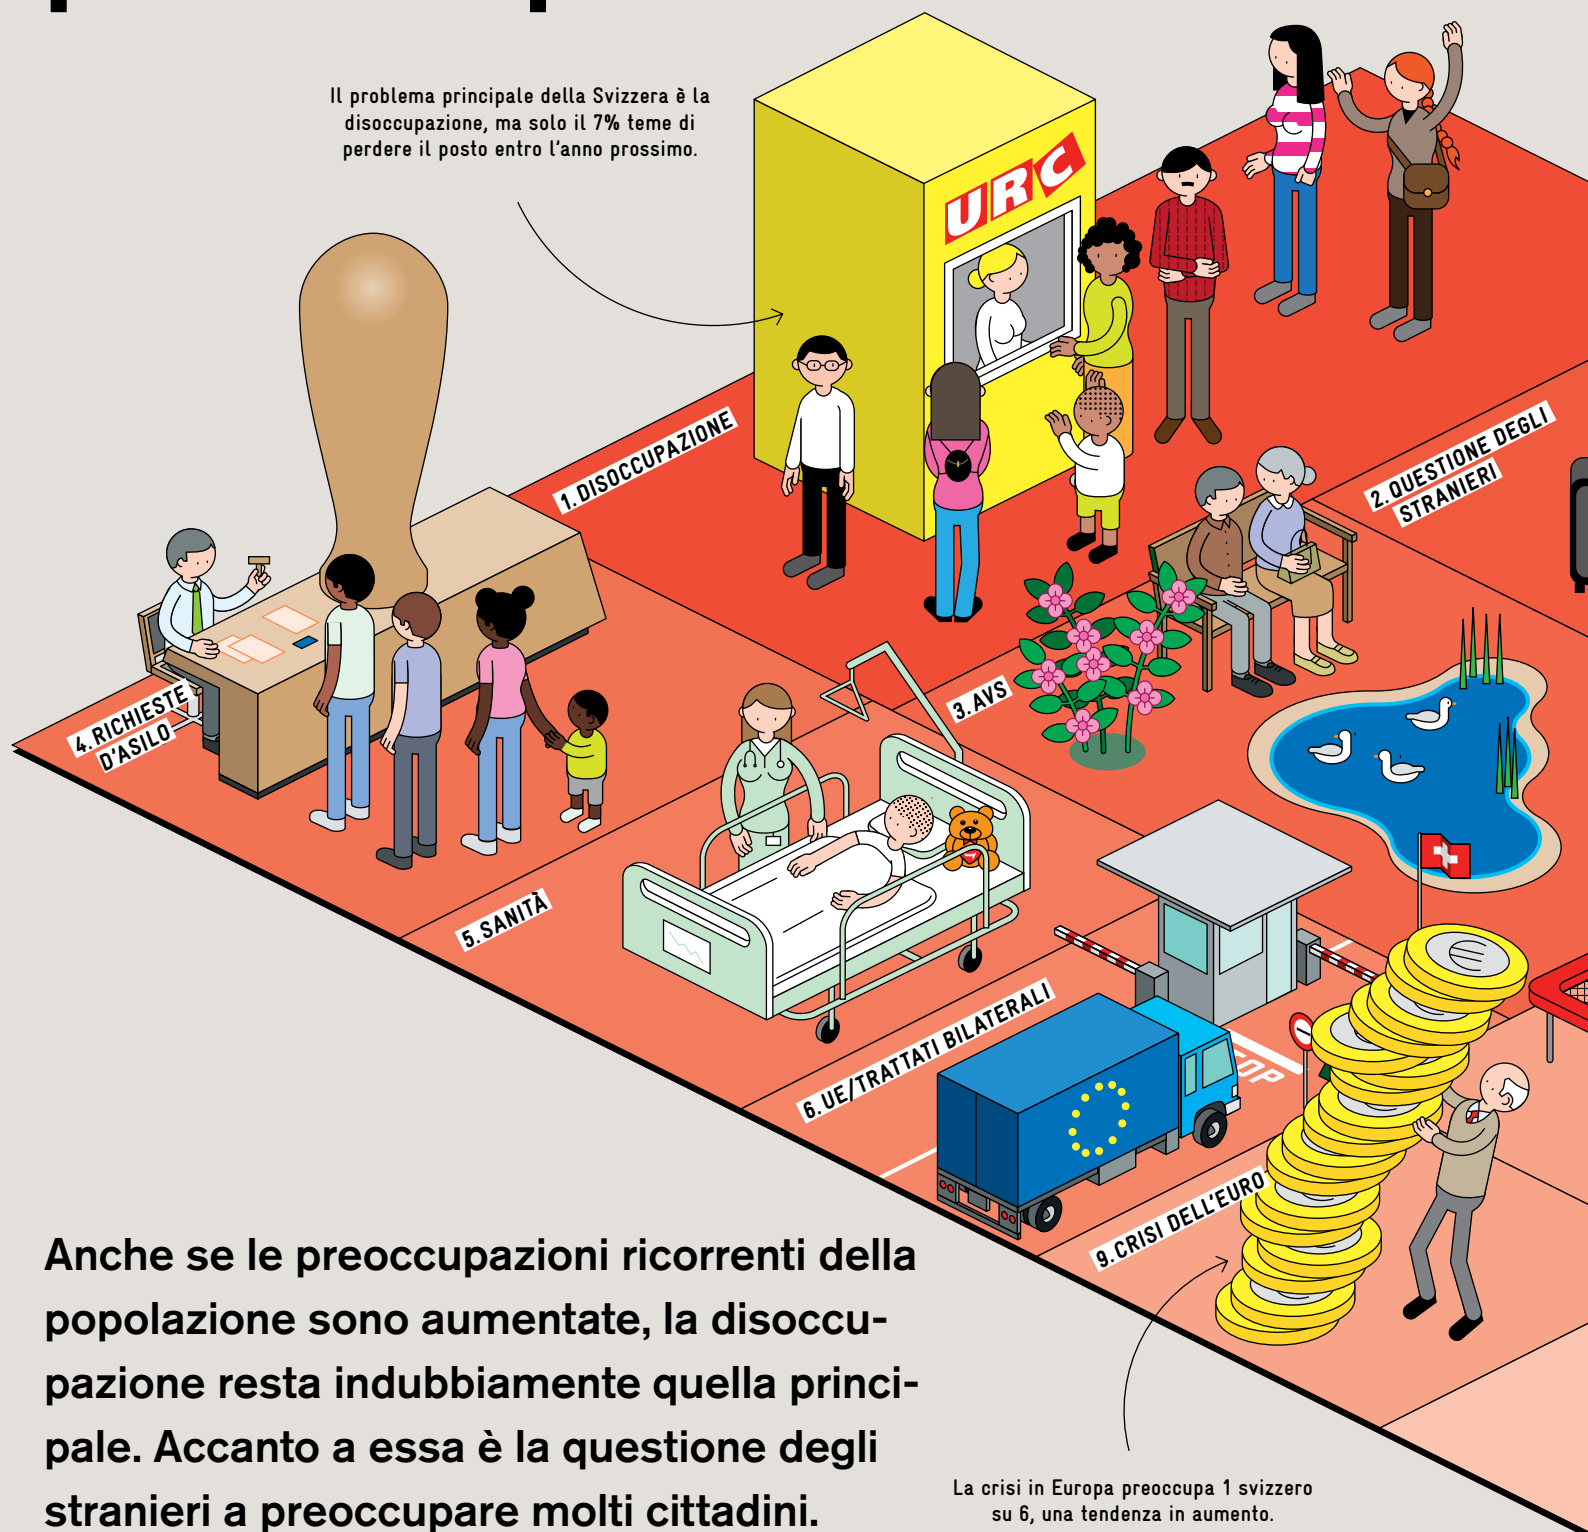 Il problema principale della Svizzera è la
disoccupazione, ma solo il 7% teme di
perdere il posto entro l'anno prossimo.
URC
1. DISOCCUPAZIONE
2. QUESTIONE DEGLI
STRANIERI
3. AVS
4. RICHIESTE
D'ASILO
5. SANITÀ
6. UE/TRATTATI BILATERALI
9. CRISI DELL'EURO
Anche se le preoccupazioni ricorrenti della
popolazione sono aumentate, la disoccu-
pazione resta indubbiamente quella princi-
pale. Accanto a essa è la questione degli
stranieri a preoccupare molti cittadini.
La crisi in Europa preoccupa 1 svizzero
su 6, una tendenza in aumento.